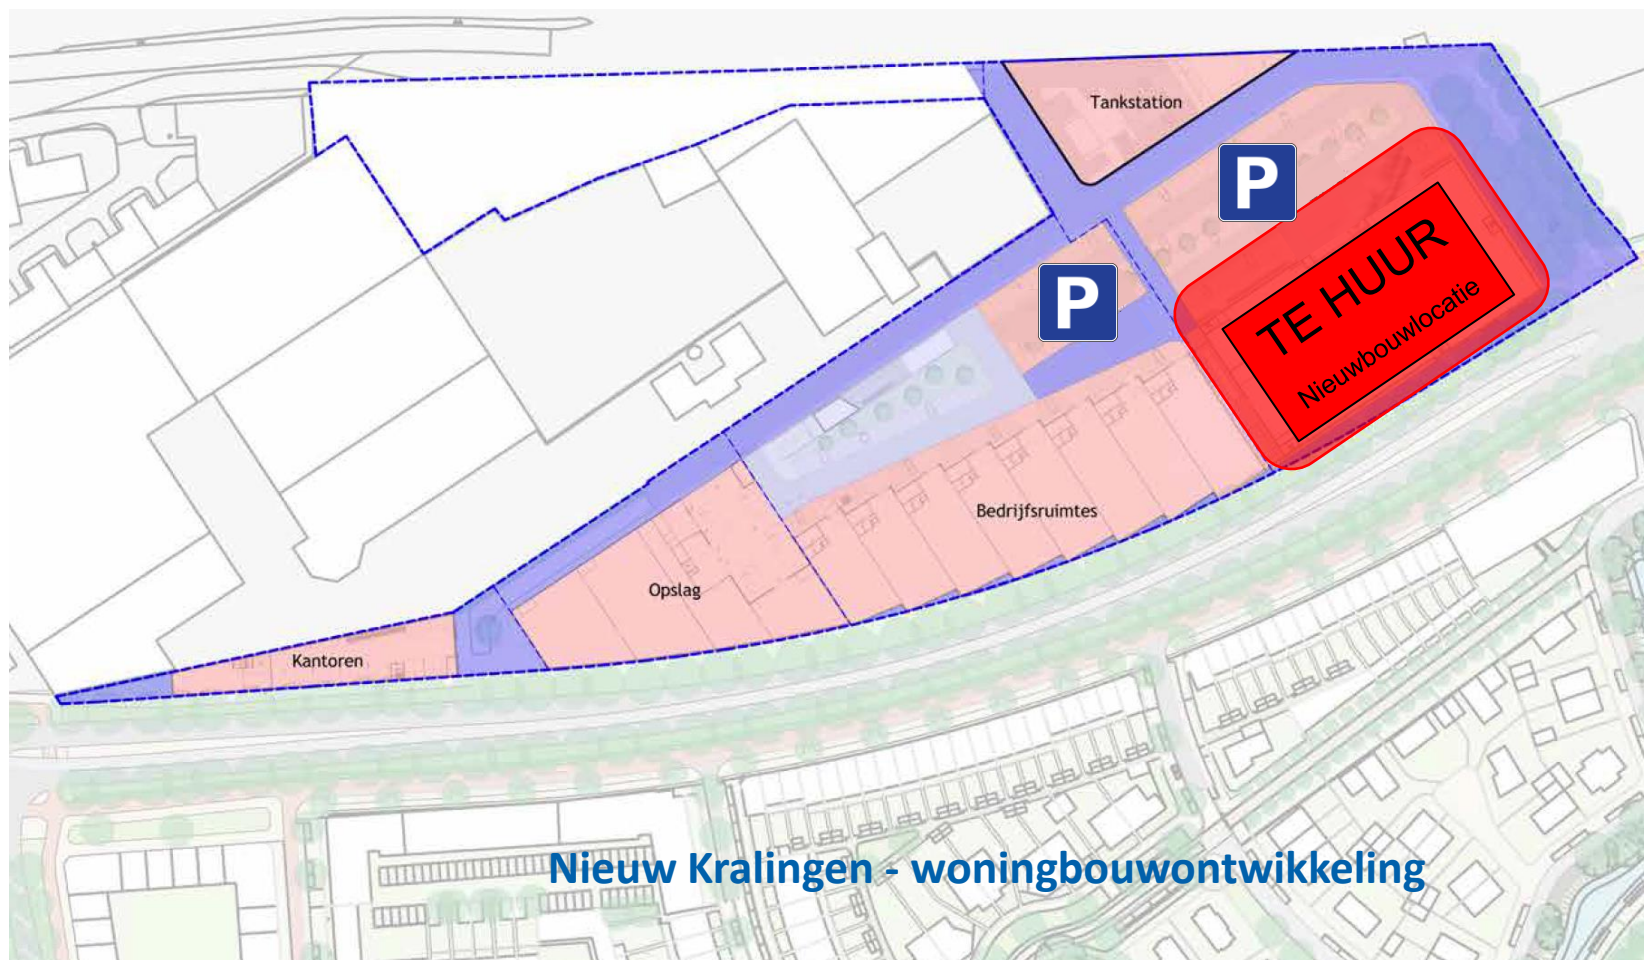 Tankstation
P
P
TE HUUR
Nieuwbouwlocatie
Bedrijfsruimtes
Opslag
Kantoren
Nieuw Kralingen - woningbouwontwikkeling